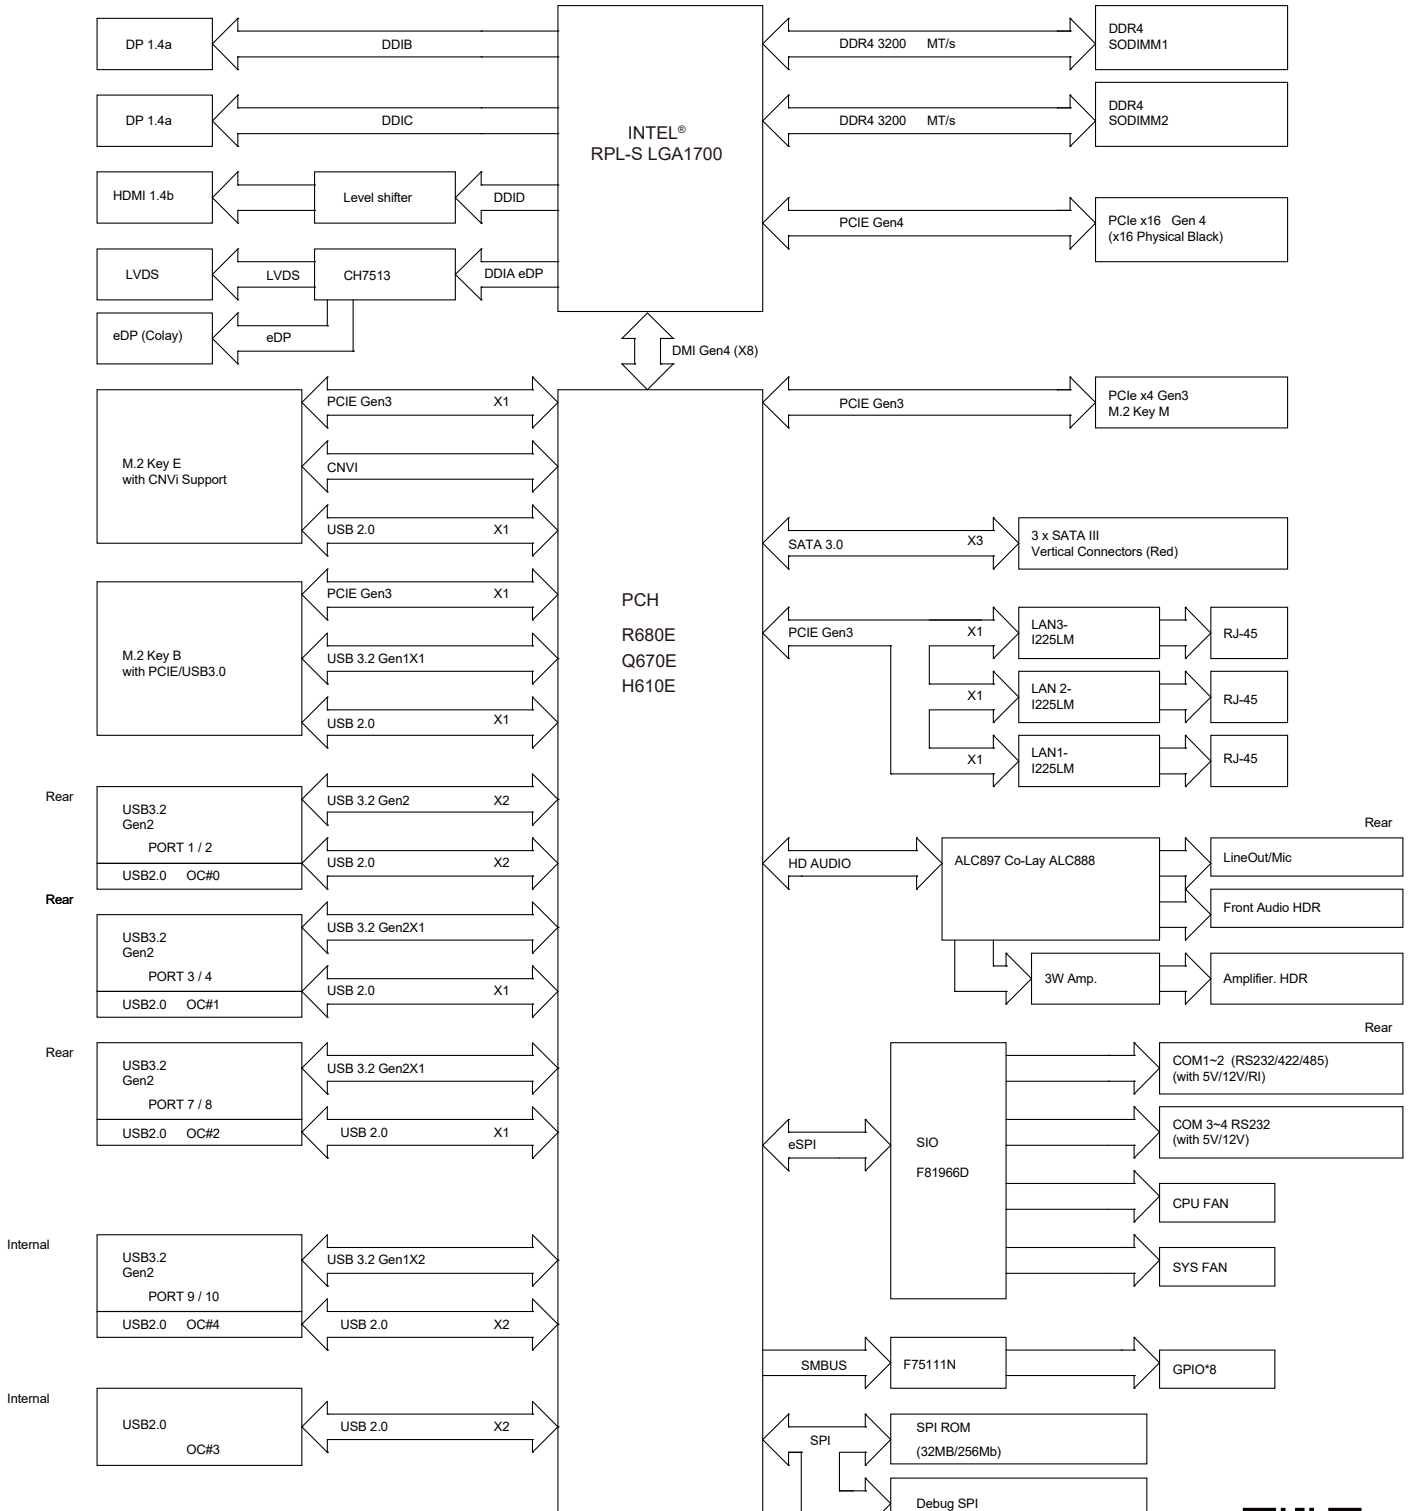 DP 1.4a
DDIB
DP 1.4a
DDIC
HDMI 1.4b
Level shifter
DDID
LVDS
LVDS
CH7513
DDIA eDP
eDP (Colay)
eDP
INTEL®
RPL-S LGA1700
DDR4 3200 MT/s
DDR4
SODIMM1
DDR4 3200 MT/s
DDR4
SODIMM2
PCIE Gen4
PCIe x16 Gen 4
(x16 Physical Black)
DMI Gen4 (X8)
M.2 Key E
with CNVi Support
PCIE Gen3 X1
CNVI
USB 2.0 X1
M.2 Key B
with PCIE/USB3.0
PCIE Gen3 X1
USB 3.2 Gen1X1
USB 2.0 X1
Rear
USB3.2
Gen2
PORT 1 / 2
USB2.0 OC#0
USB 3.2 Gen2 X2
USB 2.0 X2
Rear
USB3.2
Gen2
PORT 3 / 4
USB2.0 OC#1
USB 3.2 Gen2X1
USB 2.0 X1
Rear
USB3.2
Gen2
PORT 7 / 8
USB2.0 OC#2
USB 3.2 Gen2X1
USB 2.0 X1
Internal
USB3.2
Gen2
PORT 9 / 10
USB2.0 OC#4
USB 3.2 Gen1X2
USB 2.0 X2
Internal
USB2.0
OC#3
USB 2.0 X2
PCH
R680E
Q670E
H610E
PCIE Gen3
PCIe x4 Gen3
M.2 Key M
SATA 3.0 X3
3 x SATA III
Vertical Connectors (Red)
PCIE Gen3
X1
LAN3-
I225LM
RJ-45
X1
LAN 2-
I225LM
RJ-45
X1
LAN1-
I225LM
RJ-45
HD AUDIO
ALC897 Co-Lay ALC888
Rear
LineOut/Mic
Front Audio HDR
3W Amp.
Amplifier. HDR
eSPI
SIO
F81966D
Rear
COM1~2 (RS232/422/485)
(with 5V/12V/RI)
COM 3~4 RS232
(with 5V/12V)
CPU FAN
SYS FAN
SMBUS
F75111N
GPIO*8
SPI
SPI ROM
(32MB/256Mb)
Debug SPI